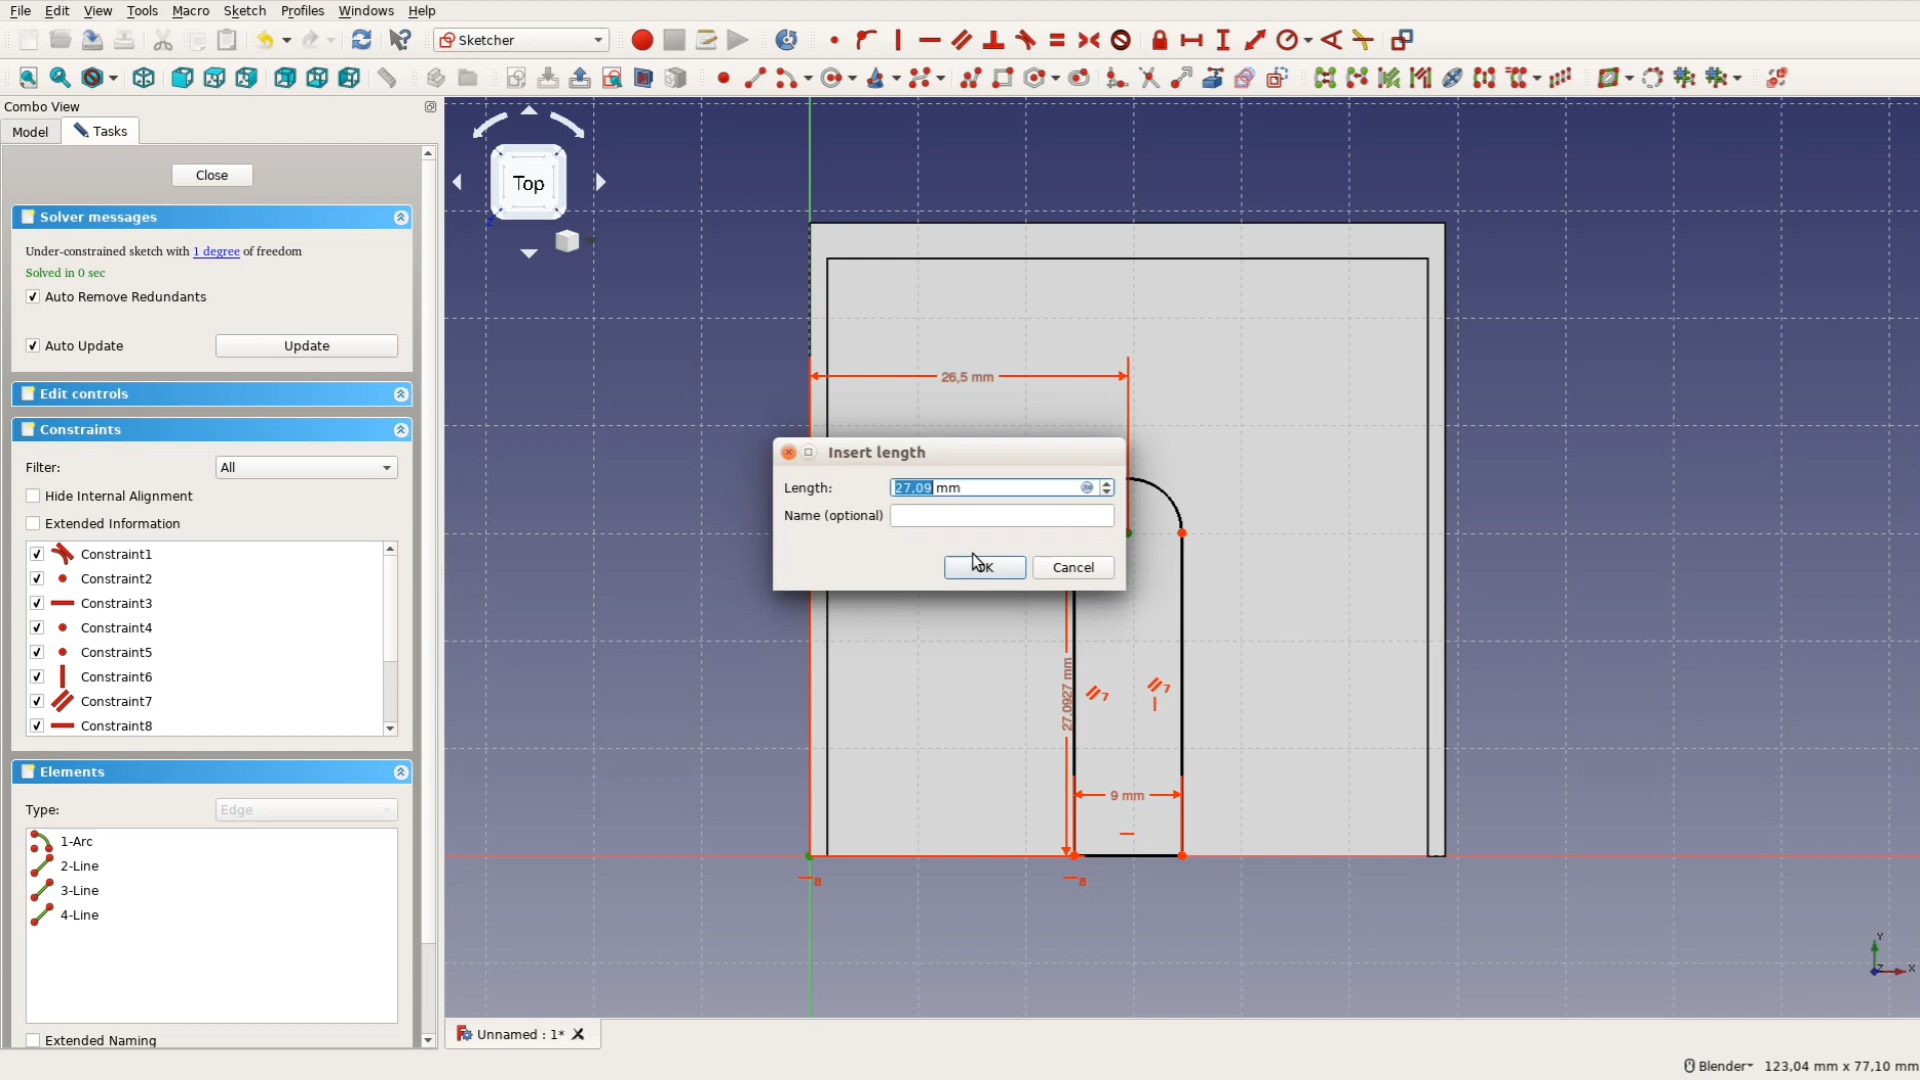 File Edit View Tools Macro Sketch Profiles Windows Help
Sketcher
Combo View
Model Tasks
Close
Solver messages
Under-constrained sketch with 1 degree of freedom
Solved in 0 sec
Auto Remove Redundants
Auto Update Update
Edit controls
Constraints
Filter: All
Hide Internal Alignment
Extended Information
Constraint1
Constraint2
Constraint3
Constraint4
Constraint5
Constraint6
Constraint7
Constraint8
Elements
Type: Edge
1-Arc
2-Line
3-Line
4-Line
Extended Naming
Top
26,5 mm
Insert length
Length: 27,09 mm
Name (optional)
OK Cancel
27,0927 mm
7 7
9 mm
8 8
Y
Z X
Unnamed : 1*
Blender 123,04 mm x 77,10 mm